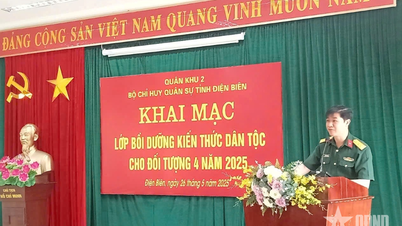 ĐẢNG CỘNG SẢN VIỆT NAM QUANG VINH MUÔN NĂM
QUÂN KHU 2
BỘ CHỈ HUY QUÂN SỰ TỈNH ĐIỆN BIÊN
KHAI MẠC
LỚP BỒI DƯỠNG KIẾN THỨC DÂN TỘC
CHO ĐỐI TƯỢNG 4 NĂM 2025
Điện Biên, ngày 26 tháng 5 năm 2025
QĐND